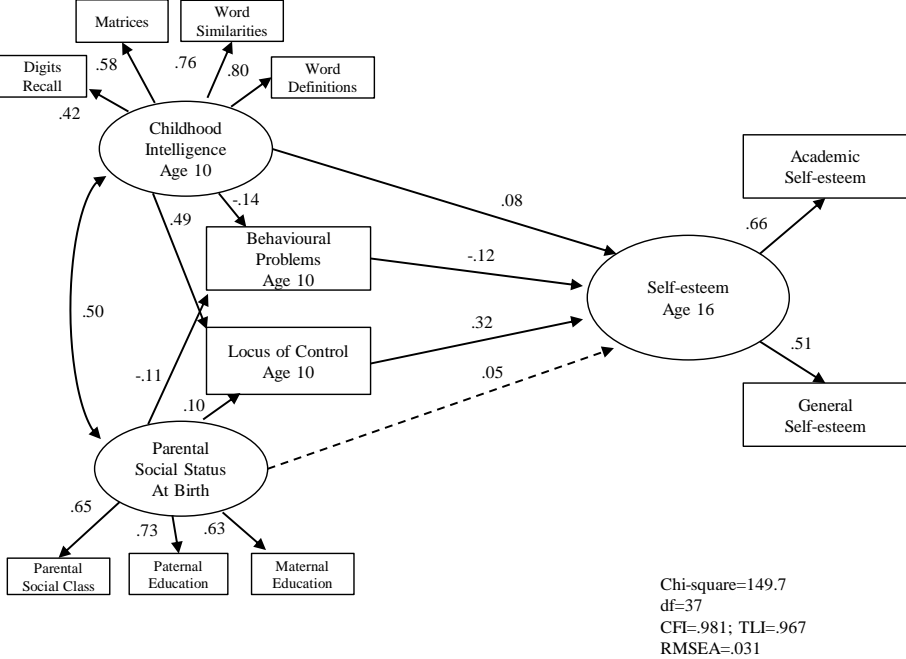 Matrices
Word
Similarities
Digits
Recall
.58
.76
.80
Word
Definitions
.42
Childhood
Intelligence
Age 10
Academic
Self-esteem
.08
-.14
.49
.66
Behavioural
Problems
Age 10
-.12
Self-esteem
Age 16
.50
.32
Locus of Control
Age 10
.51
-.11
.05
.10
General
Self-esteem
Parental
Social Status
At Birth
.65
.73
.63
Parental
Social Class
Paternal
Education
Maternal
Education
Chi-square=149.7
df=37
CFI=.981; TLI=.967
RMSEA=.031